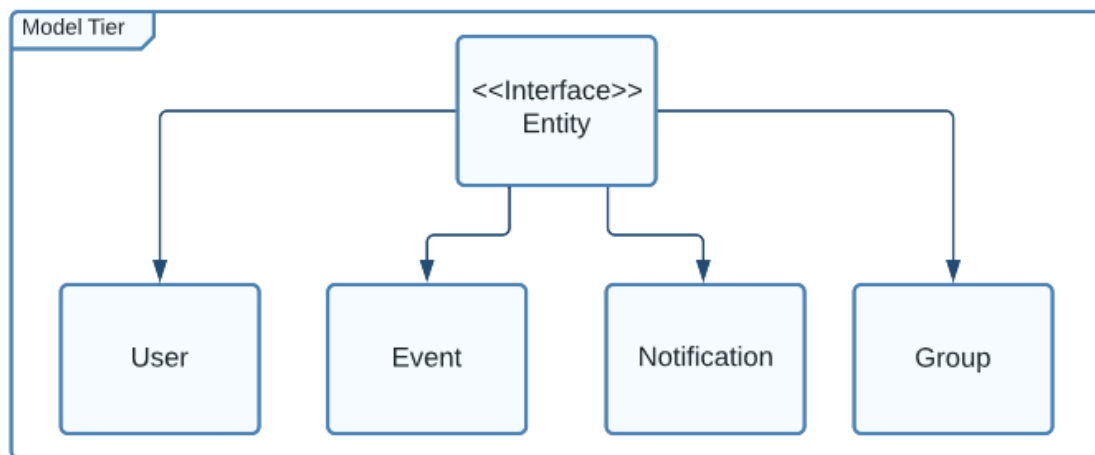 Model Tier
<<Interface>>
Entity
User
Event
Notification
Group